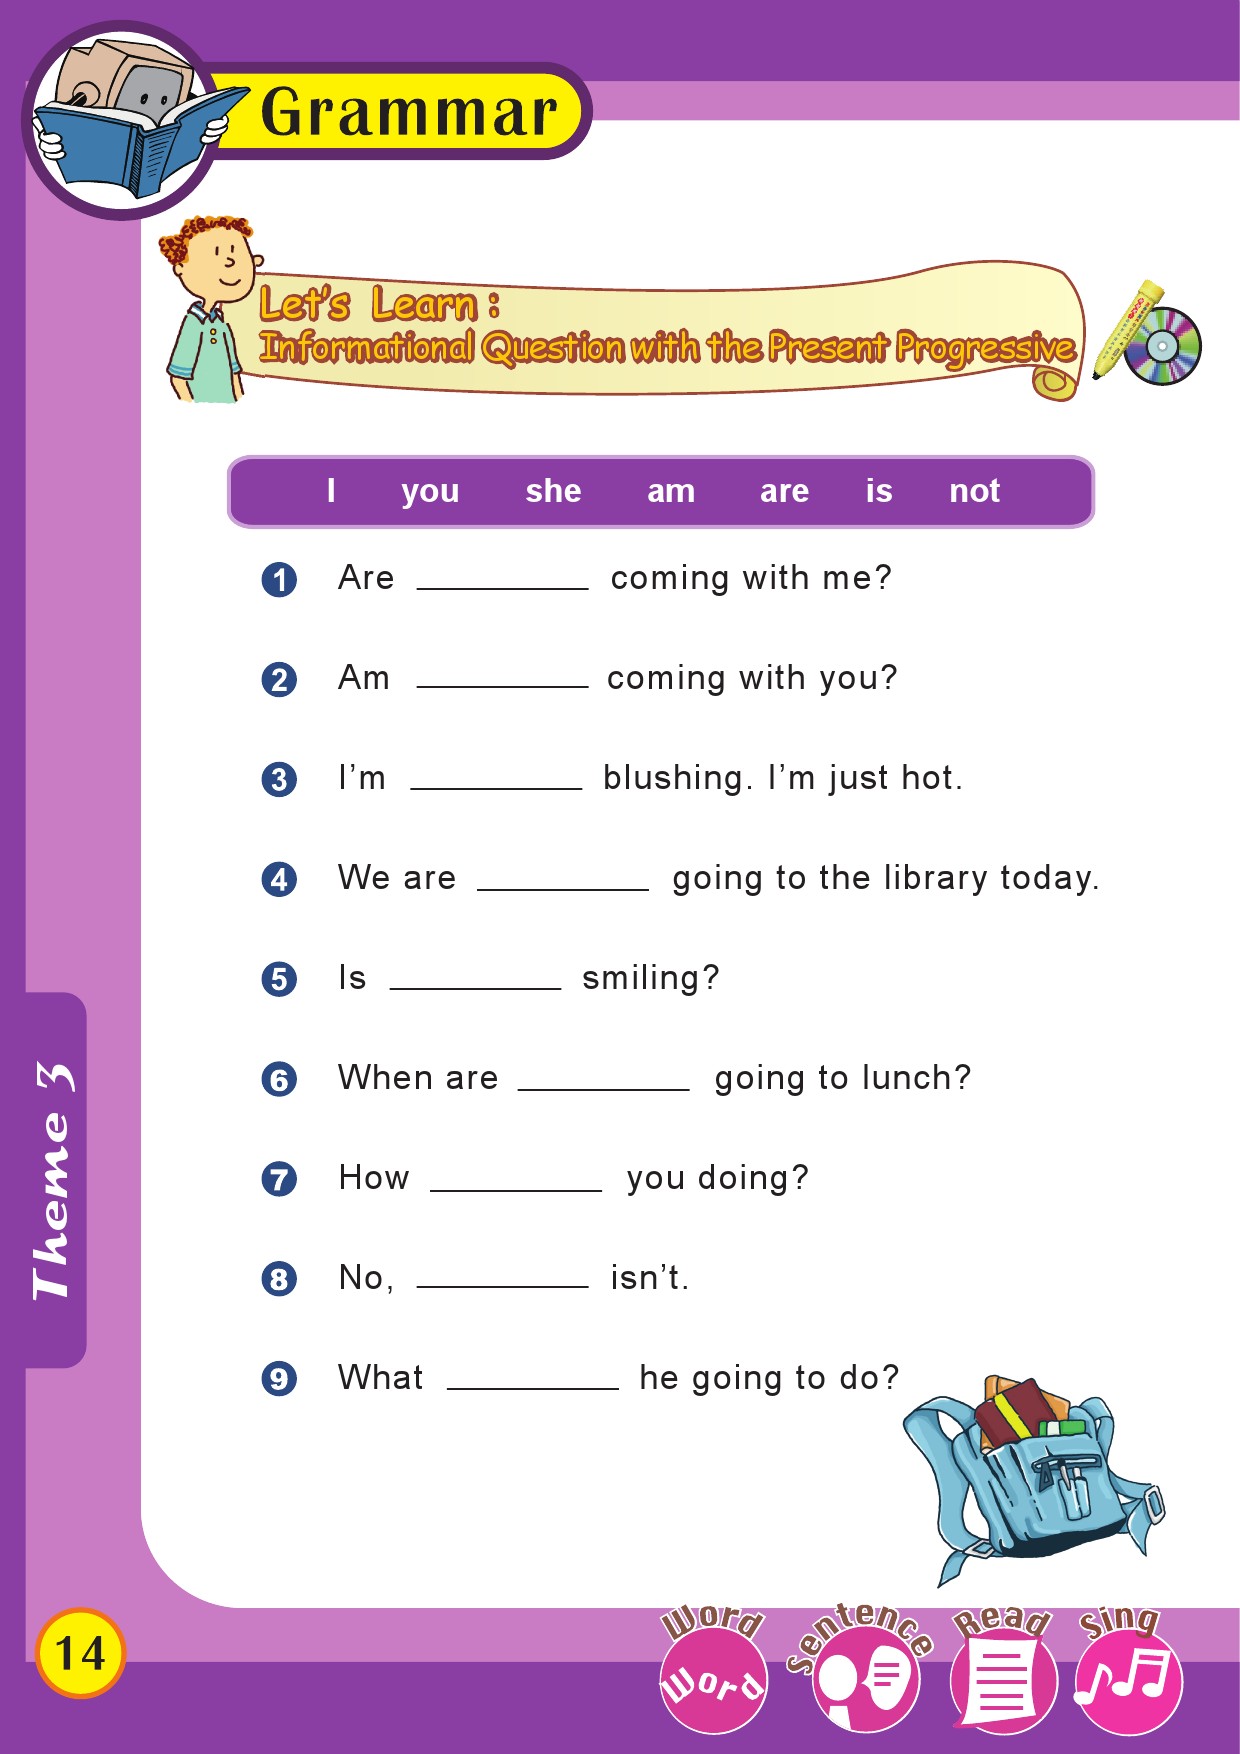 Grammar
Let's Learn :
Informational Question with the Present Progressive
I you she am are is not
1 Are __________ coming with me?
2 Am __________ coming with you?
3 I'm __________ blushing. I'm just hot.
4 We are __________ going to the library today.
5 Is __________ smiling?
6 When are __________ going to lunch?
7 How __________ you doing?
8 No, __________ isn't.
9 What __________ he going to do?
Theme 3
14
Word
Word
Sentence
Read
Sing